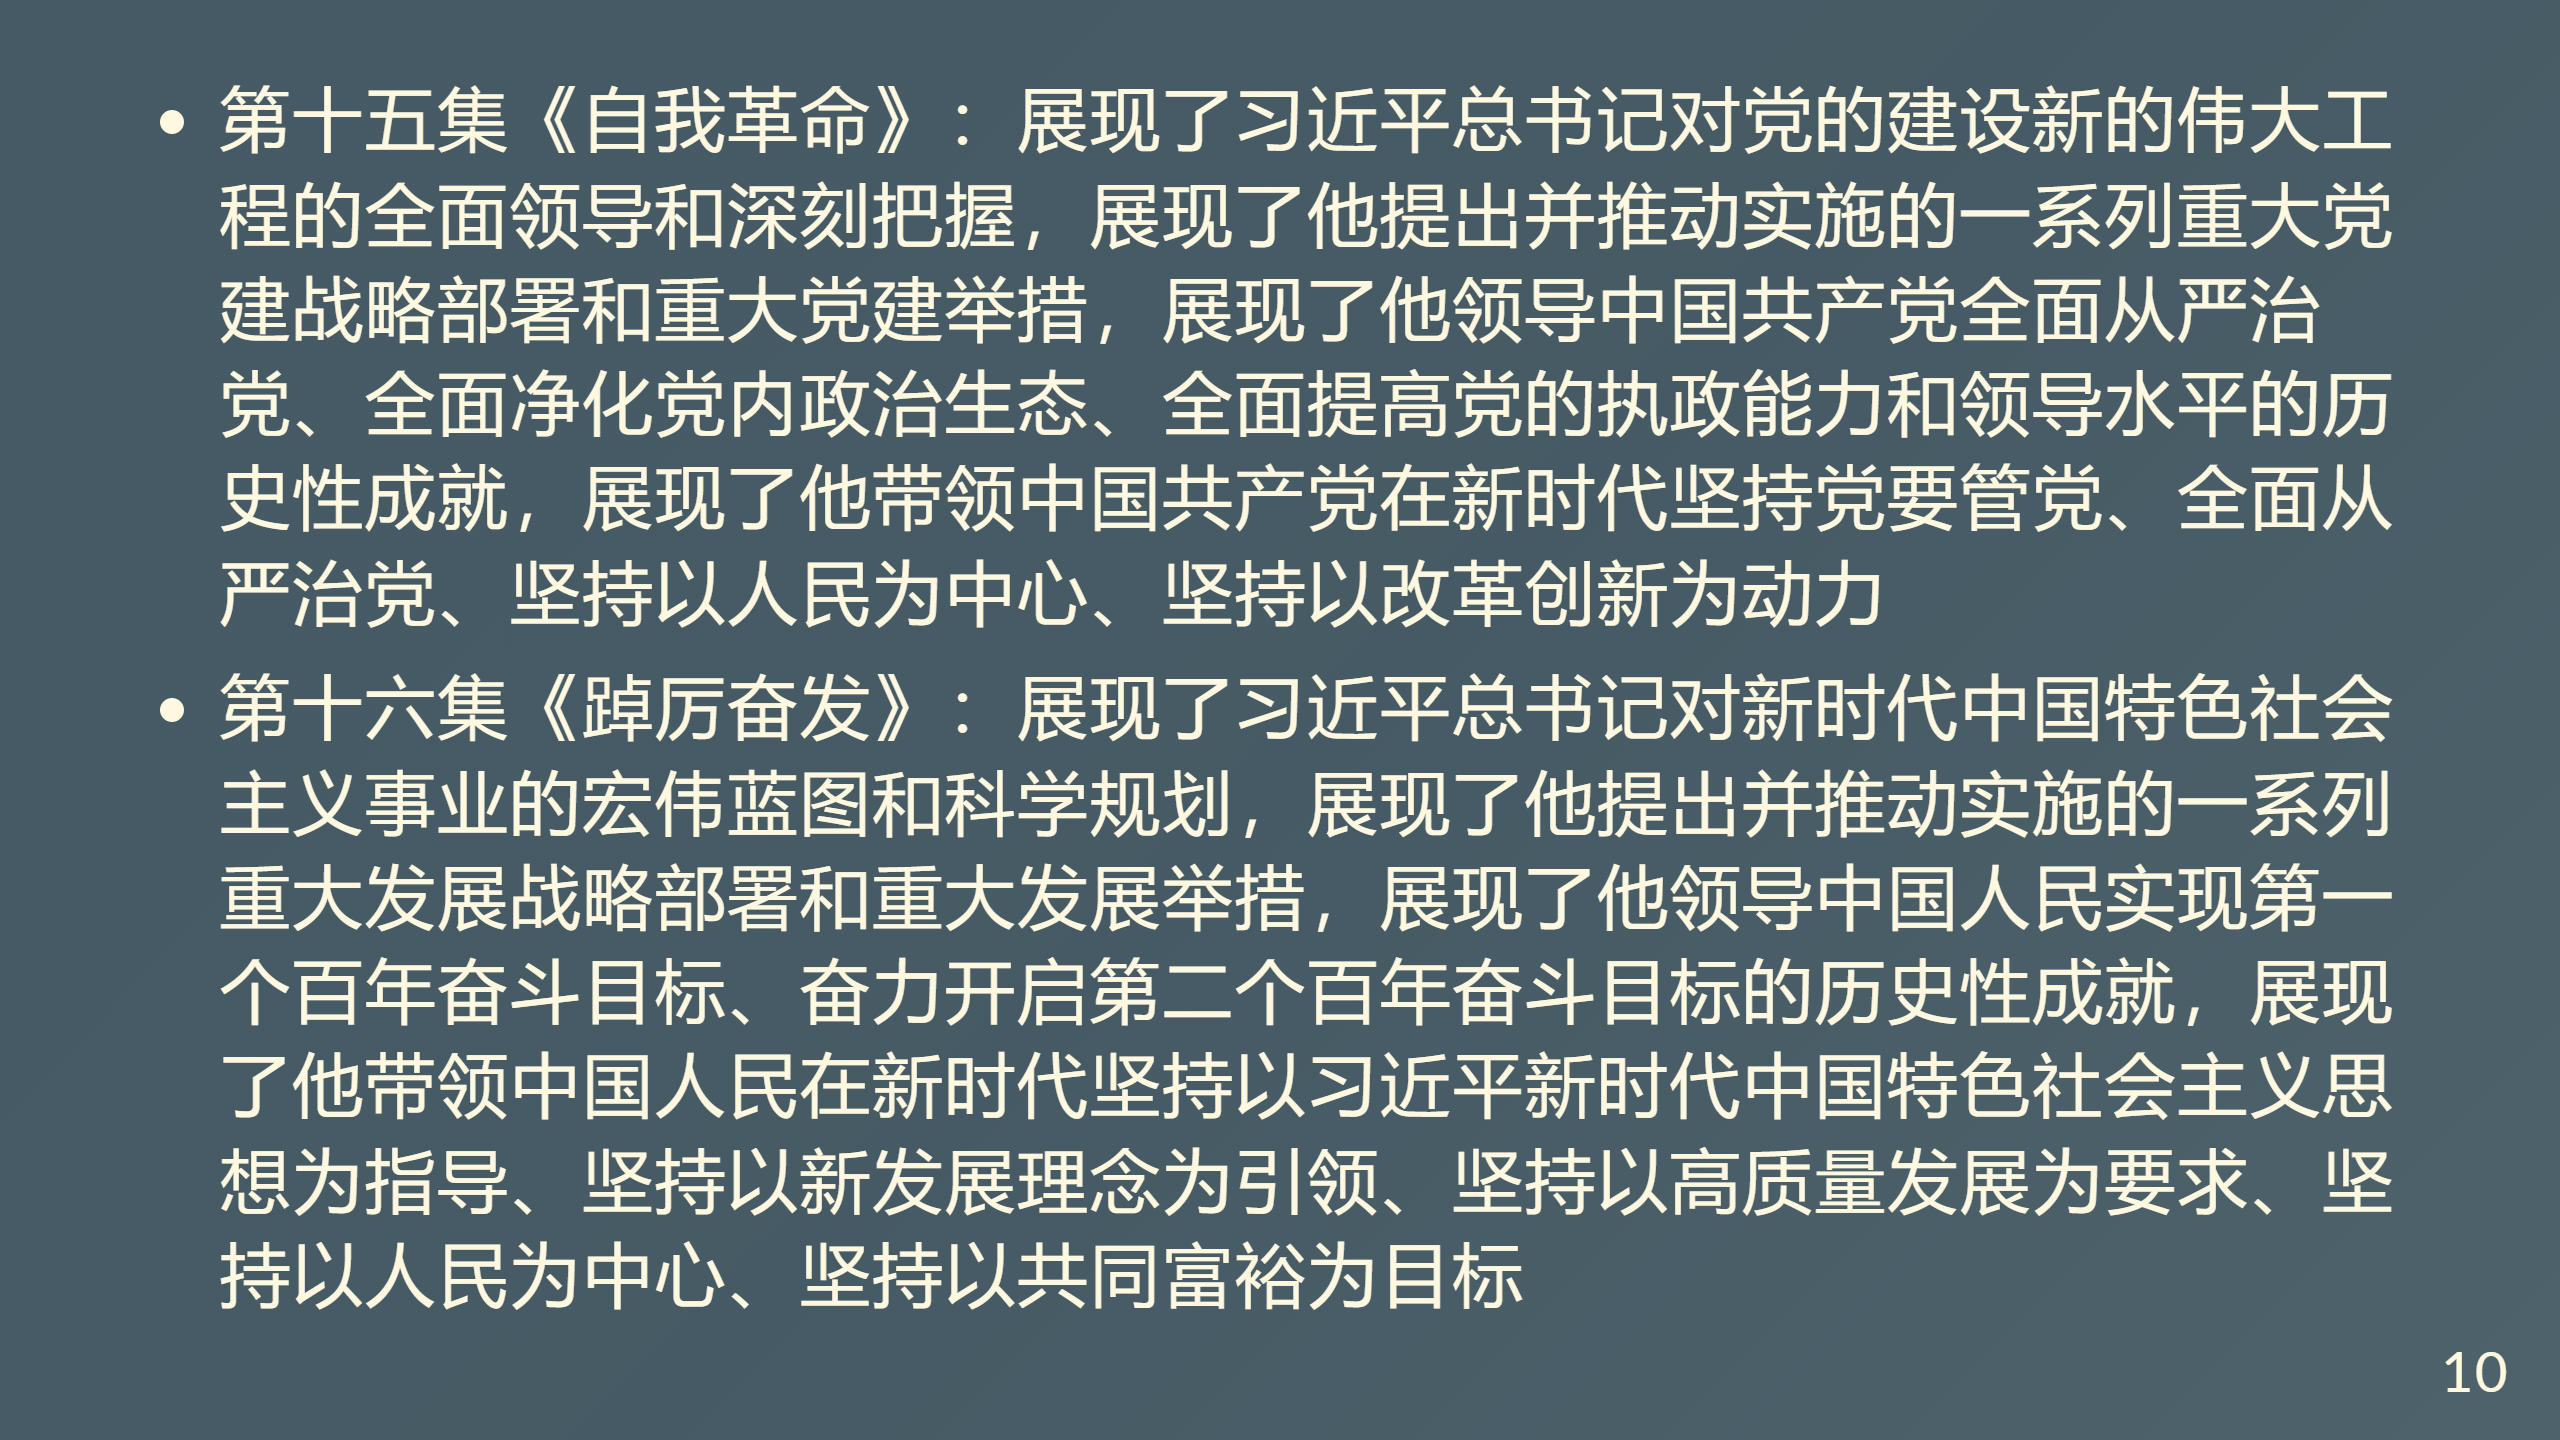 • 第十五集《自我革命》：展现了习近平总书记对党的建设新的伟大工
程的全面领导和深刻把握，展现了他提出并推动实施的一系列重大党
建战略部署和重大党建举措，展现了他领导中国共产党全面从严治
党、全面净化党内政治生态、全面提高党的执政能力和领导水平的历
史性成就，展现了他带领中国共产党在新时代坚持党要管党、全面从
严治党、坚持以人民为中心、坚持以改革创新为动力
• 第十六集《踔厉奋发》：展现了习近平总书记对新时代中国特色社会
主义事业的宏伟蓝图和科学规划，展现了他提出并推动实施的一系列
重大发展战略部署和重大发展举措，展现了他领导中国人民实现第一
个百年奋斗目标、奋力开启第二个百年奋斗目标的历史性成就，展现
了他带领中国人民在新时代坚持以习近平新时代中国特色社会主义思
想为指导、坚持以新发展理念为引领、坚持以高质量发展为要求、坚
持以人民为中心、坚持以共同富裕为目标
10